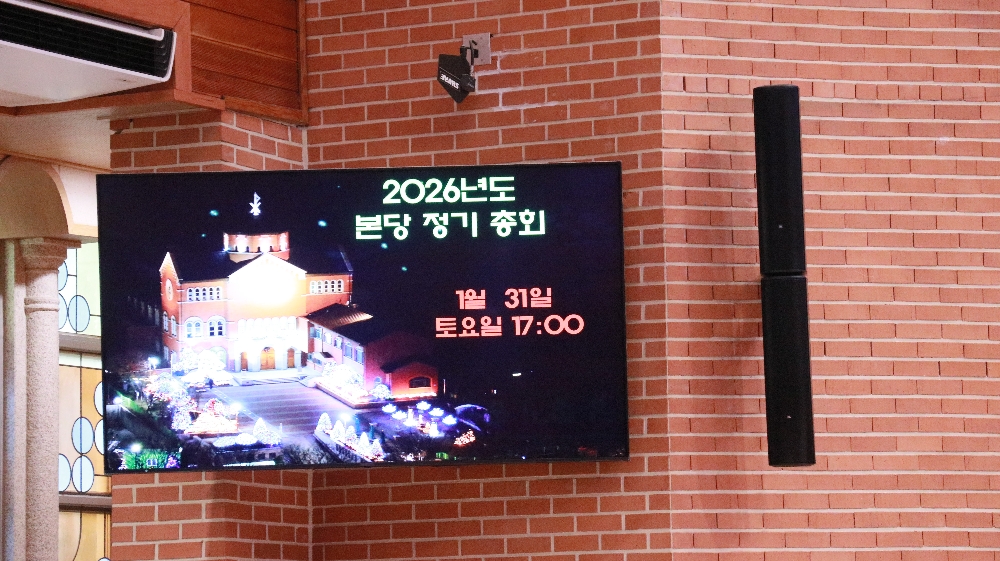 2026년도
본당 정기 총회
1월 31일
토요일 17:00